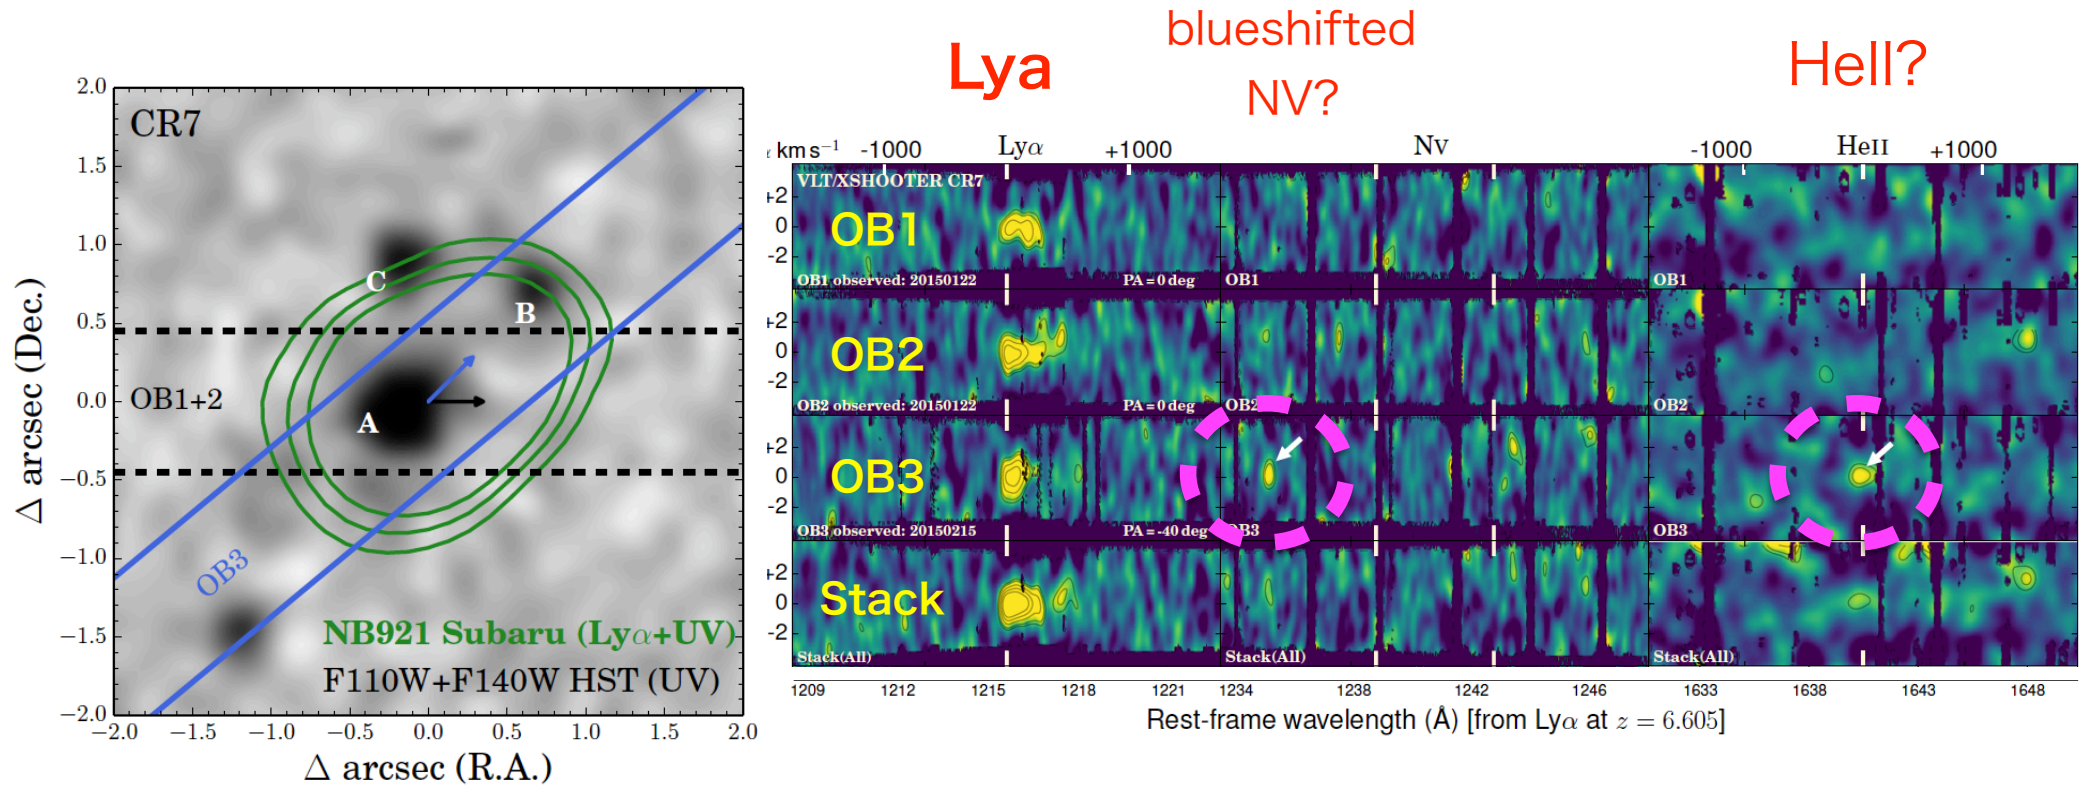 CR7
C
B
A
OB1+2
OB3
NB921 Subaru (Lyα+UV)
F110W+F140W HST (UV)
2.0
1.5
1.0
0.5
0.0
−0.5
−1.0
−1.5
−2.0
−2.0 −1.5 −1.0 −0.5 0.0 0.5 1.0 1.5 2.0
Δ arcsec (Dec.)
Δ arcsec (R.A.)
Lya
blueshifted
NV?
HeII?
km s−1 -1000 Lyα +1000
NV
-1000 HeII +1000
VLT/XSHOOTER CR7
+2
0
-2
OB1
OB1 observed: 20150122 PA = 0 deg
OB1
OB1
+2
0
-2
OB2
OB2 observed: 20150122 PA = 0 deg
OB2
OB2
+2
0
-2
OB3
OB3 observed: 20150215 PA = -40 deg
OB3
OB3
+2
0
-2
Stack
Stack(All)
Stack(All)
Stack(All)
1209 1212 1215 1218 1221 1234 1238 1242 1246 1633 1638 1643 1648
Rest-frame wavelength (Å) [from Lyα at z = 6.605]